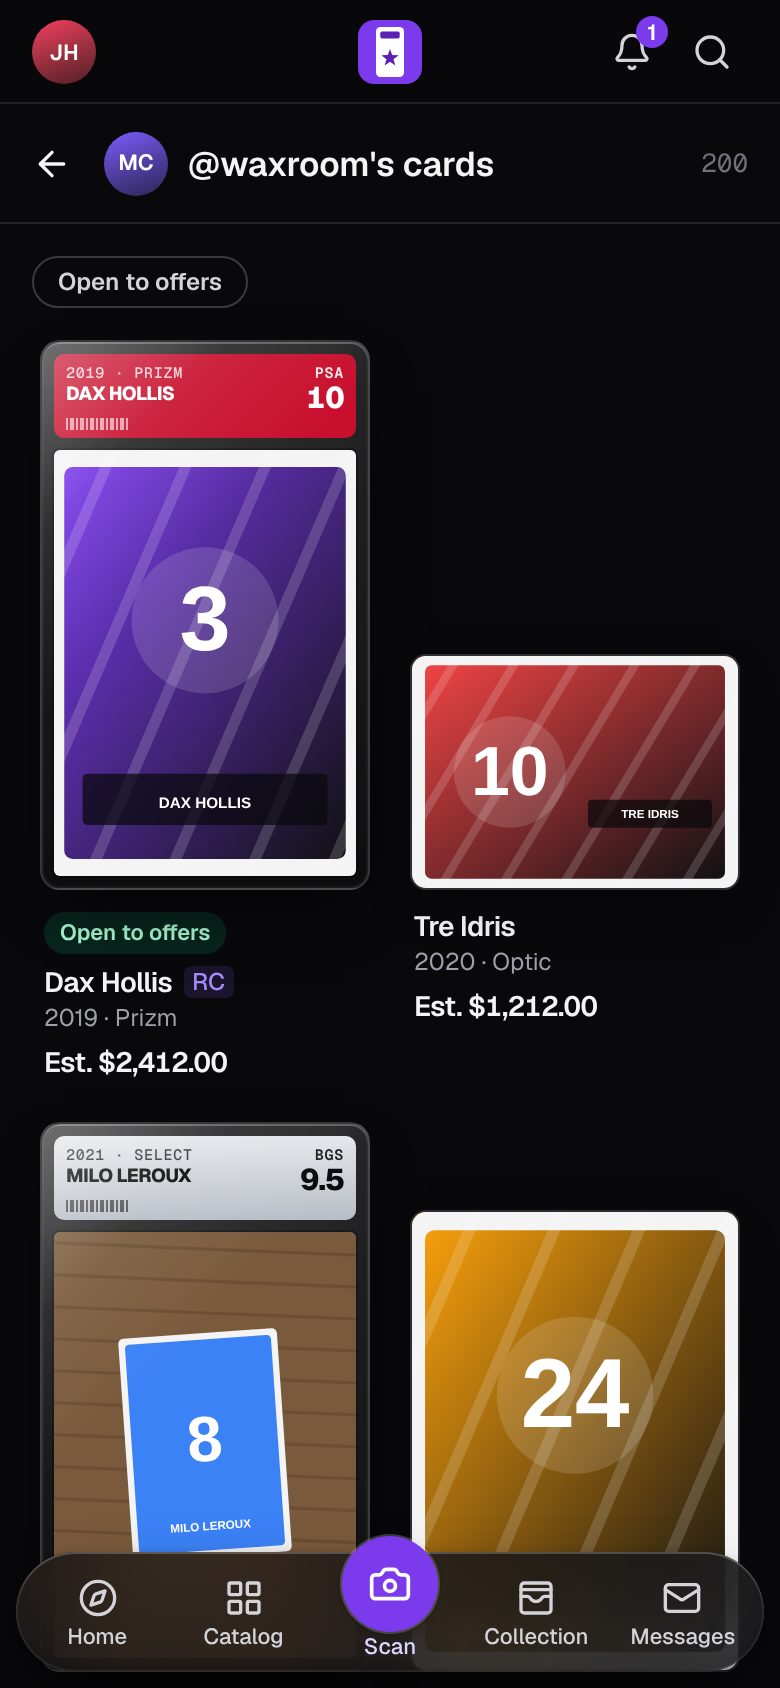 JH
1
MC @waxroom's cards 200
Open to offers
2019 · PRIZM PSA
DAX HOLLIS 10
3
DAX HOLLIS
10
TRE IDRIS
Open to offers
Dax Hollis RC
2019 · Prizm
Est. $2,412.00
Tre Idris
2020 · Optic
Est. $1,212.00
2021 · SELECT BGS
MILO LEROUX 9.5
8
MILO LEROUX
24
Home
Catalog
Scan
Collection
Messages